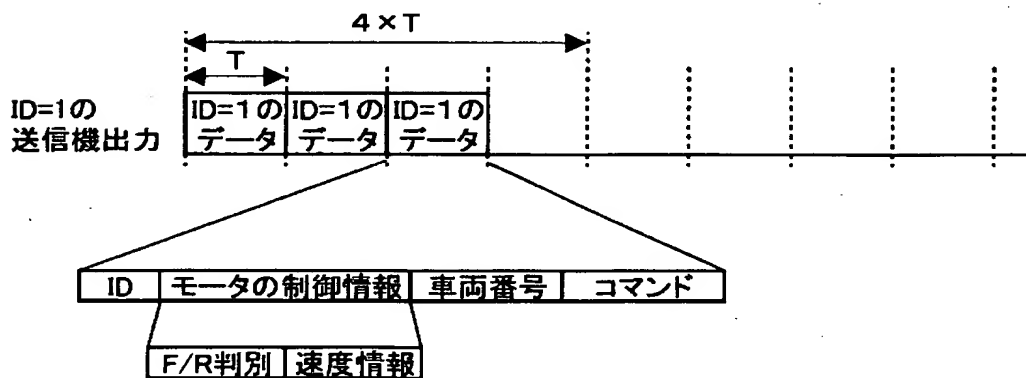 4×T
T
ID=1の
送信機出力
ID=1の
データ
ID=1の
データ
ID=1の
データ
ID
モータの制御情報
車両番号
コマンド
F/R判別
速度情報